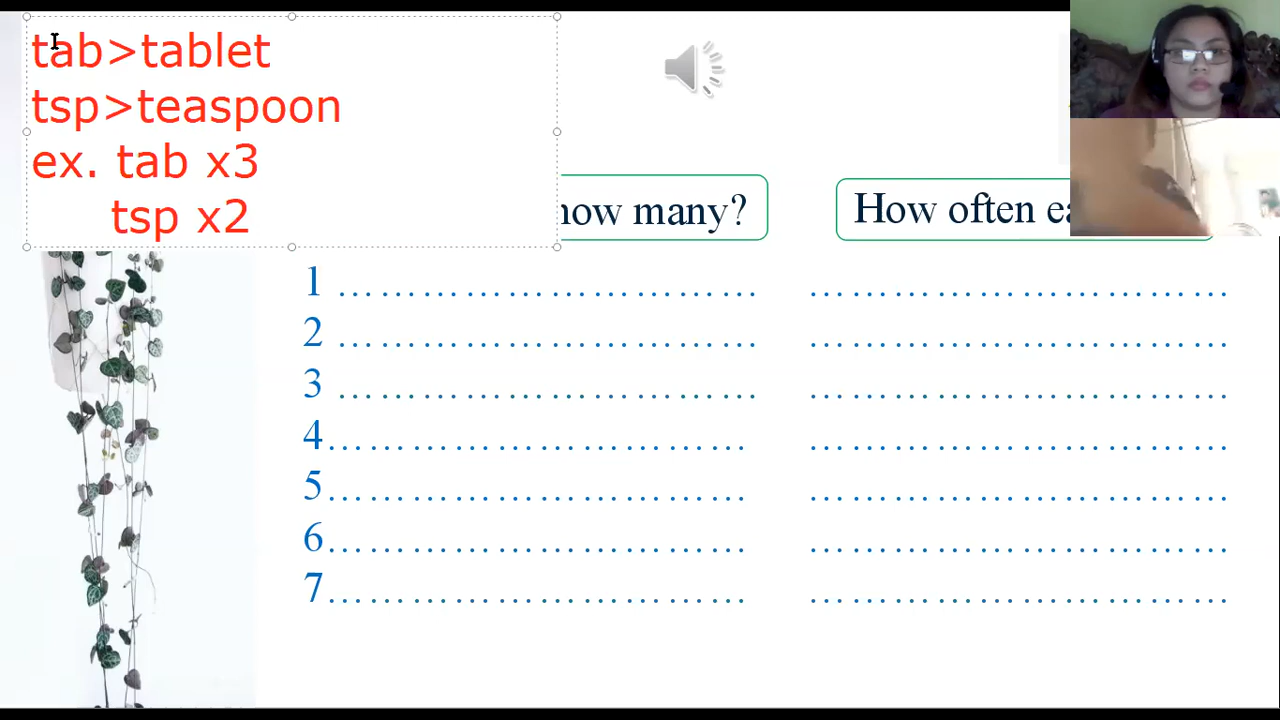 tab>tablet
tsp>teaspoon
ex. tab x3
tsp x2
how many?
How often
1 ……………………………… ………………………………
2 ……………………………… ………………………………
3 ……………………………… ………………………………
4……………………………… ………………………………
5……………………………… ………………………………
6……………………………… ………………………………
7……………………………… ………………………………